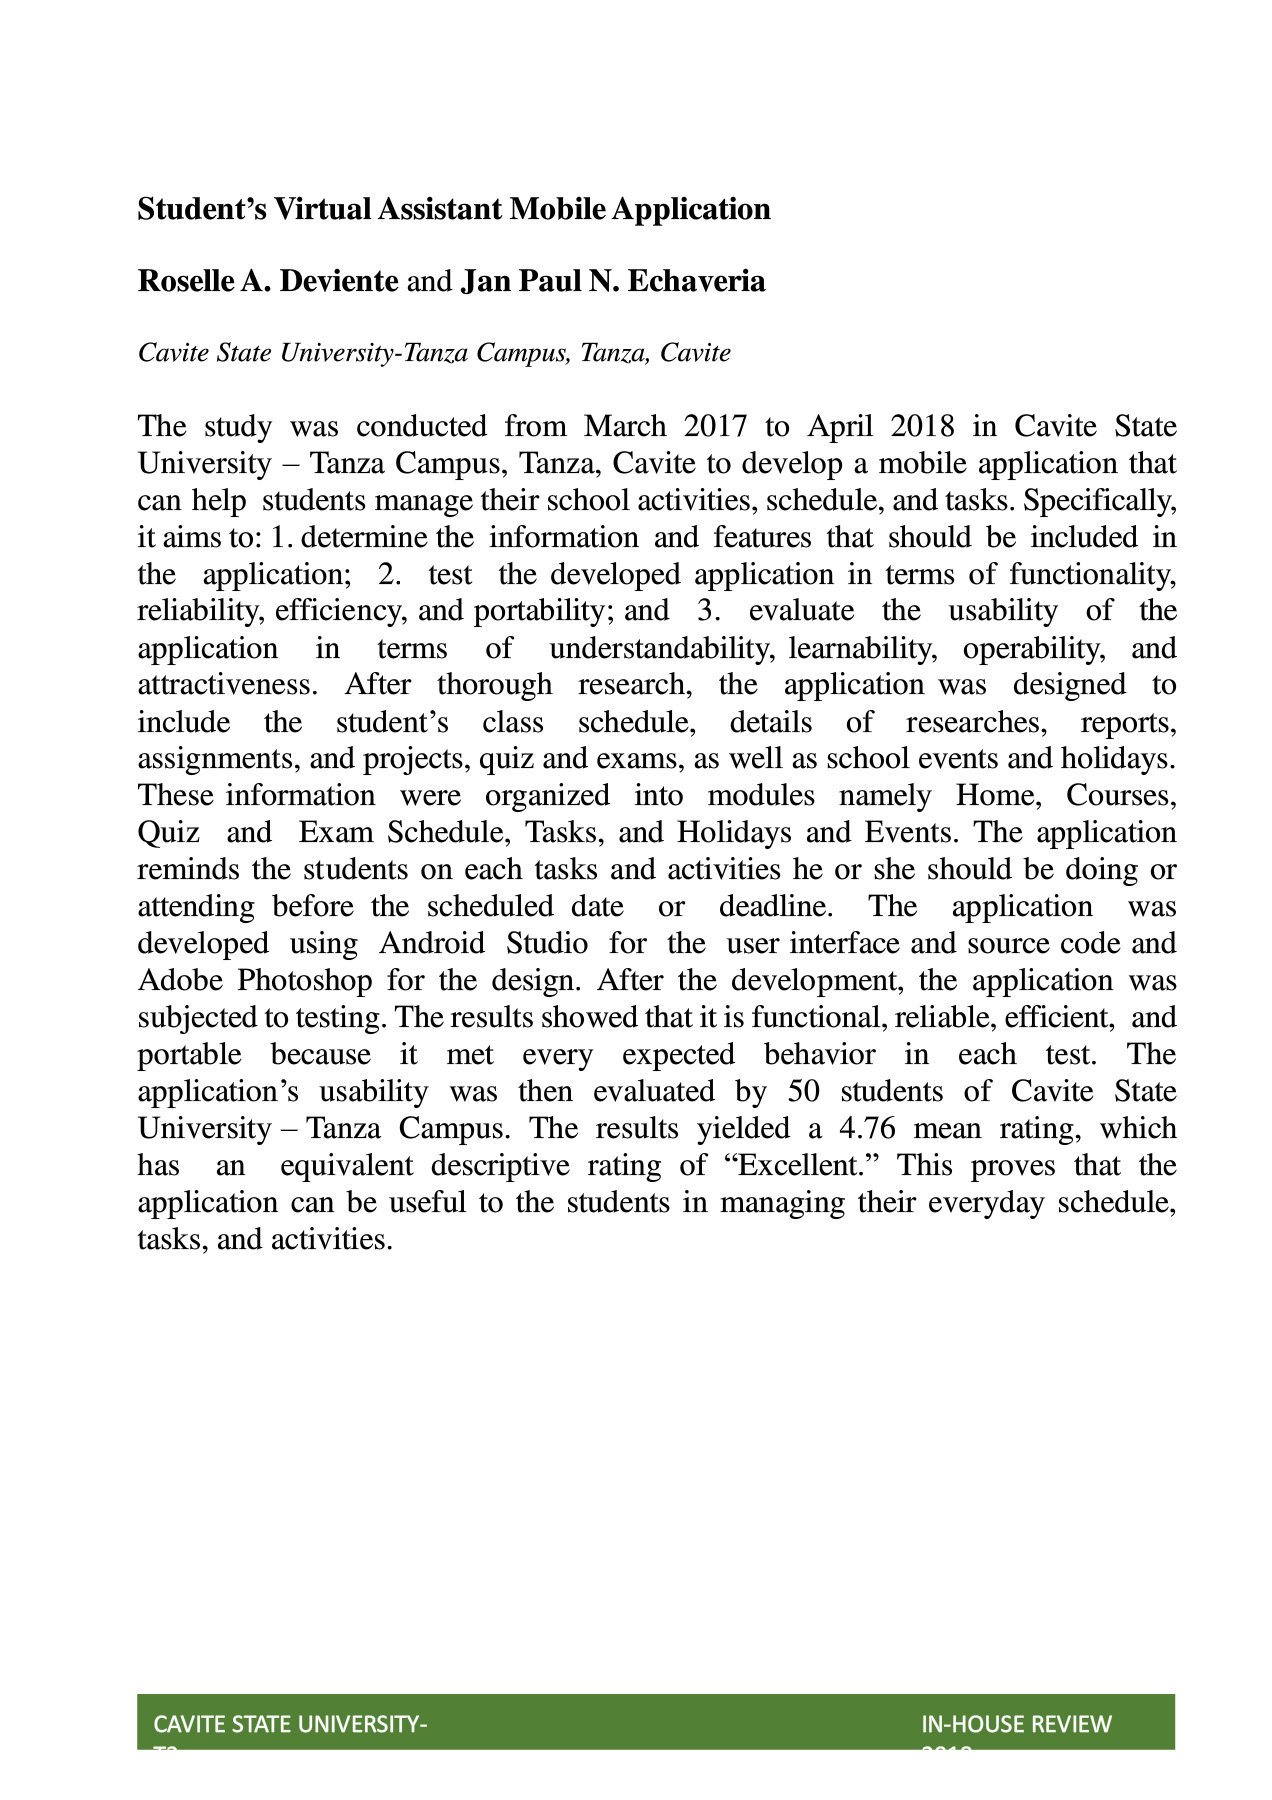 Student’s Virtual Assistant Mobile Application
Roselle A. Deviente and Jan Paul N. Echaveria
Cavite State University-Tanza Campus, Tanza, Cavite
The study was conducted from March 2017 to April 2018 in Cavite State
University – Tanza Campus, Tanza, Cavite to develop a mobile application that
can help students manage their school activities, schedule, and tasks. Specifically,
it aims to: 1. determine the information and features that should be included in
the application; 2. test the developed application in terms of functionality,
reliability, efficiency, and portability; and 3. evaluate the usability of the
application in terms of understandability, learnability, operability, and
attractiveness. After thorough research, the application was designed to
include the student’s class schedule, details of researches, reports,
assignments, and projects, quiz and exams, as well as school events and holidays.
These information were organized into modules namely Home, Courses,
Quiz and Exam Schedule, Tasks, and Holidays and Events. The application
reminds the students on each tasks and activities he or she should be doing or
attending before the scheduled date or deadline. The application was
developed using Android Studio for the user interface and source code and
Adobe Photoshop for the design. After the development, the application was
subjected to testing. The results showed that it is functional, reliable, efficient, and
portable because it met every expected behavior in each test. The
application’s usability was then evaluated by 50 students of Cavite State
University – Tanza Campus. The results yielded a 4.76 mean rating, which
has an equivalent descriptive rating of “Excellent.” This proves that the
application can be useful to the students in managing their everyday schedule,
tasks, and activities.
CAVITE STATE UNIVERSITY-
IN-HOUSE REVIEW